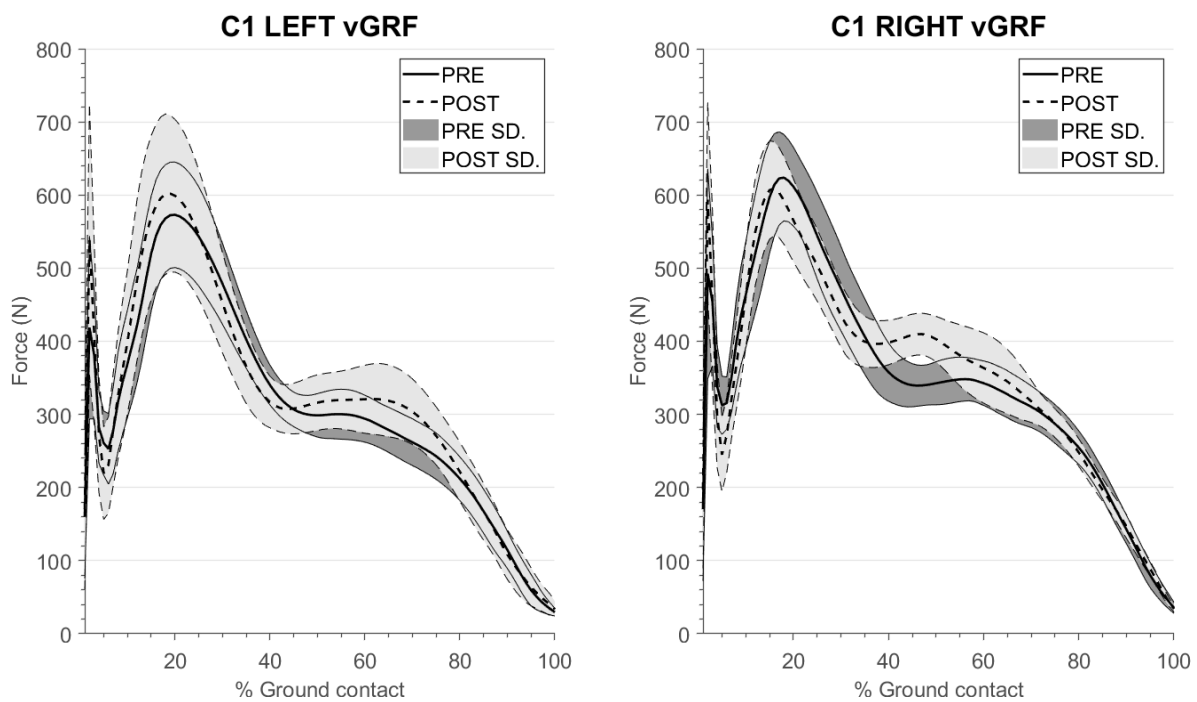 C1 LEFT vGRF
800
700
600
500
400
300
200
100
0
Force (N)
20
40
60
80
100
% Ground contact
PRE
POST
PRE SD.
POST SD.
C1 RIGHT vGRF
800
700
600
500
400
300
200
100
0
Force (N)
20
40
60
80
100
% Ground contact
PRE
POST
PRE SD.
POST SD.